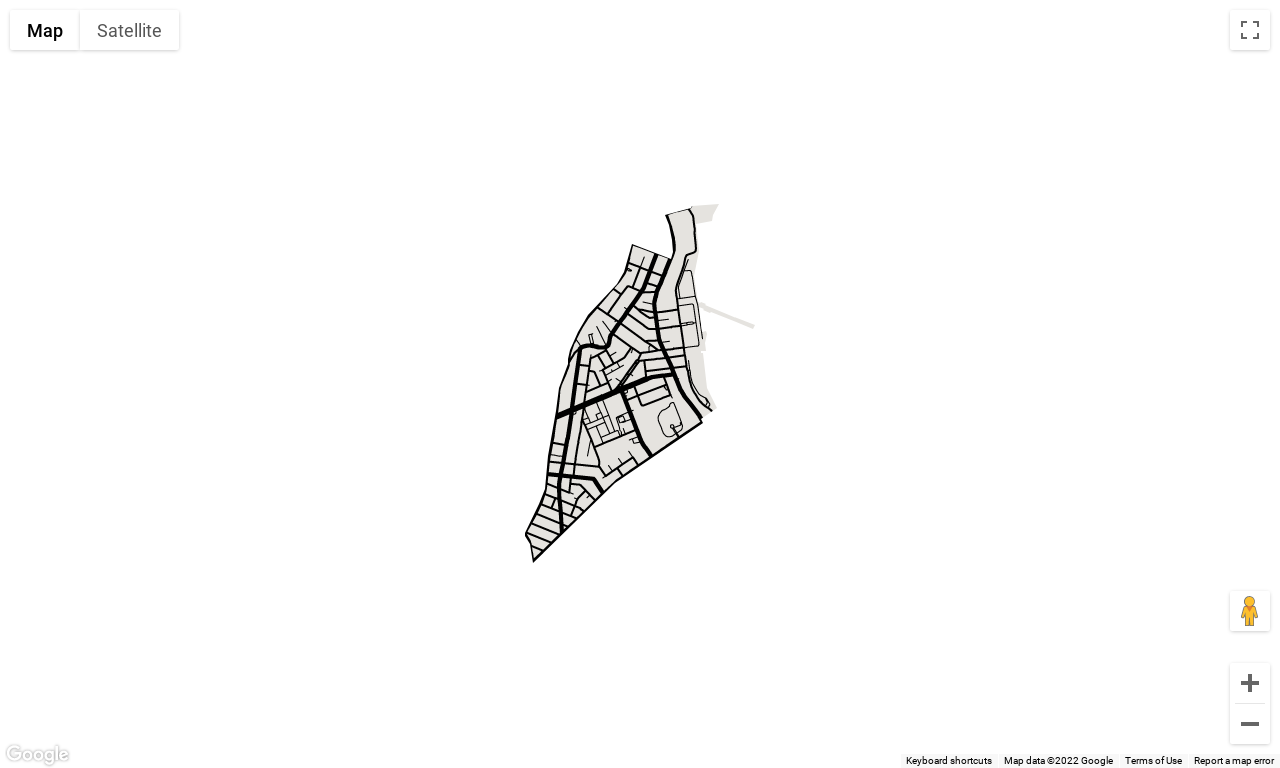 Map
Satellite
Google
Keyboard shortcuts
Map data ©2022 Google
Terms of Use
Report a map error